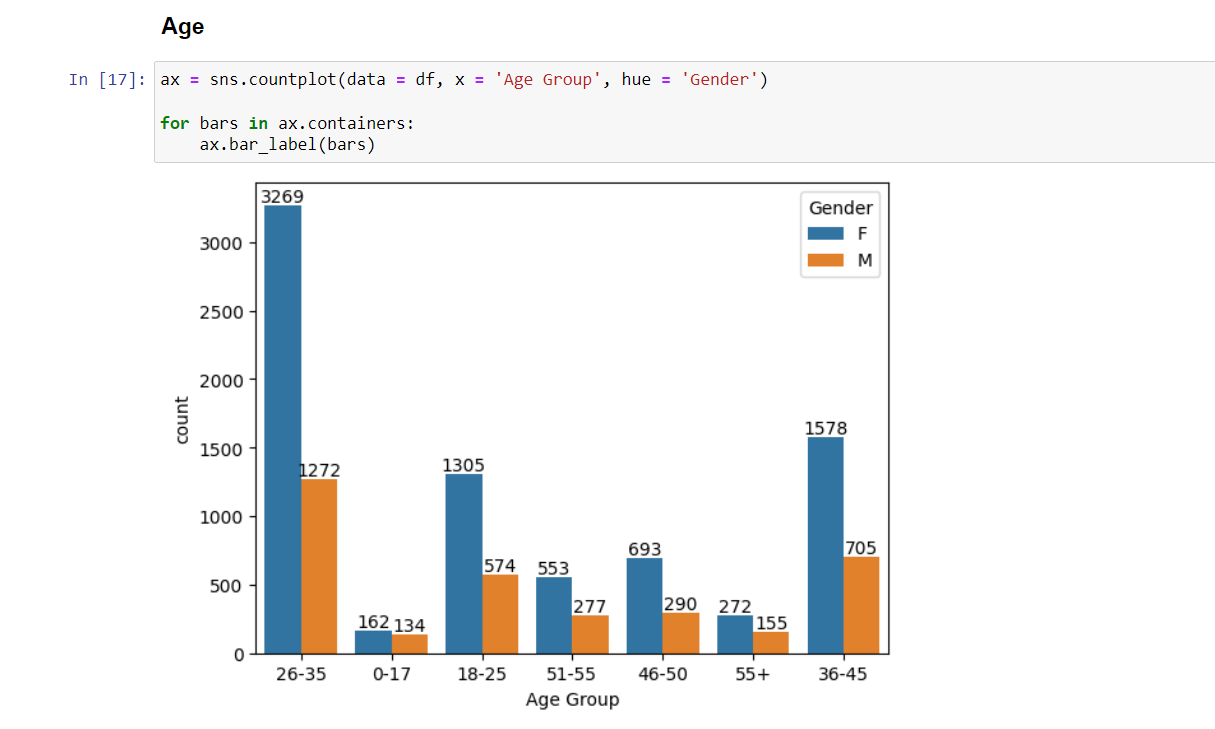 Age
In [17]: ax = sns.countplot(data = df, x = 'Age Group', hue = 'Gender')
for bars in ax.containers:
    ax.bar_label(bars)
3269
Gender
F
M
3000
2500
2000
1578
1500
1305
1272
1000
705
693
574
553
500
290
277
272
162
134
155
0
count
26-35 0-17 18-25 51-55 46-50 55+ 36-45
Age Group